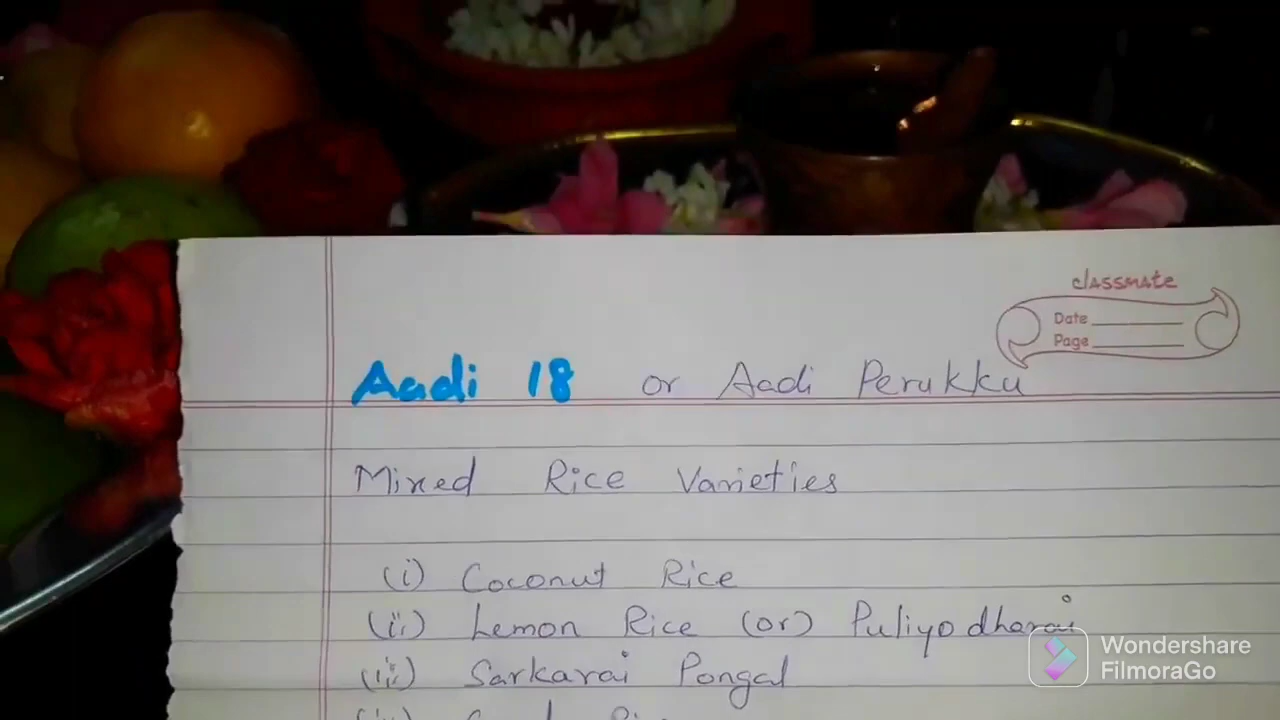 classmate
Date
Page
Aadi 18 or Aadi Perukku
Mixed Rice Varieties
(i) Coconut Rice
(ii) Lemon Rice (or) Puliyodharai
(iii) Sarkarai Pongal
Wondershare
FilmoraGo